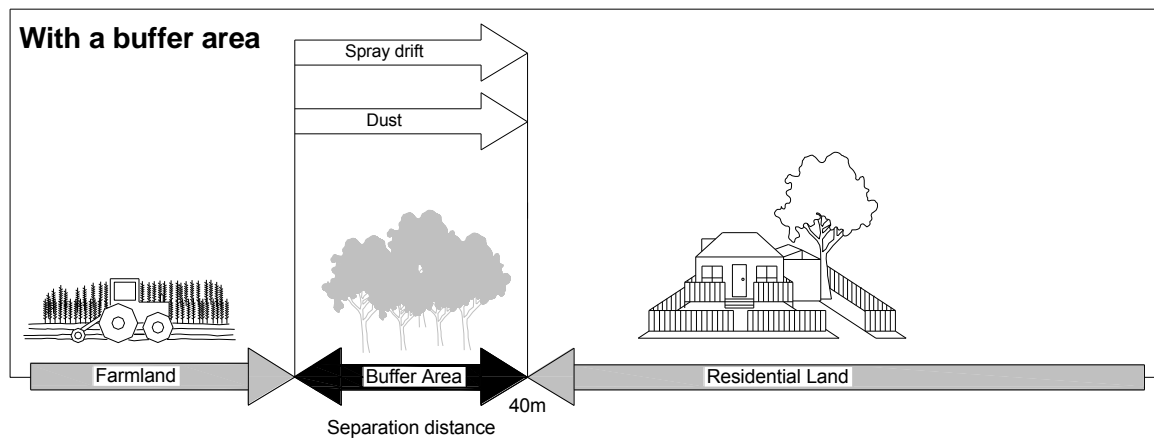 With a buffer area
Spray drift
Dust
Farmland
Buffer Area
Residential Land
40m
Separation distance